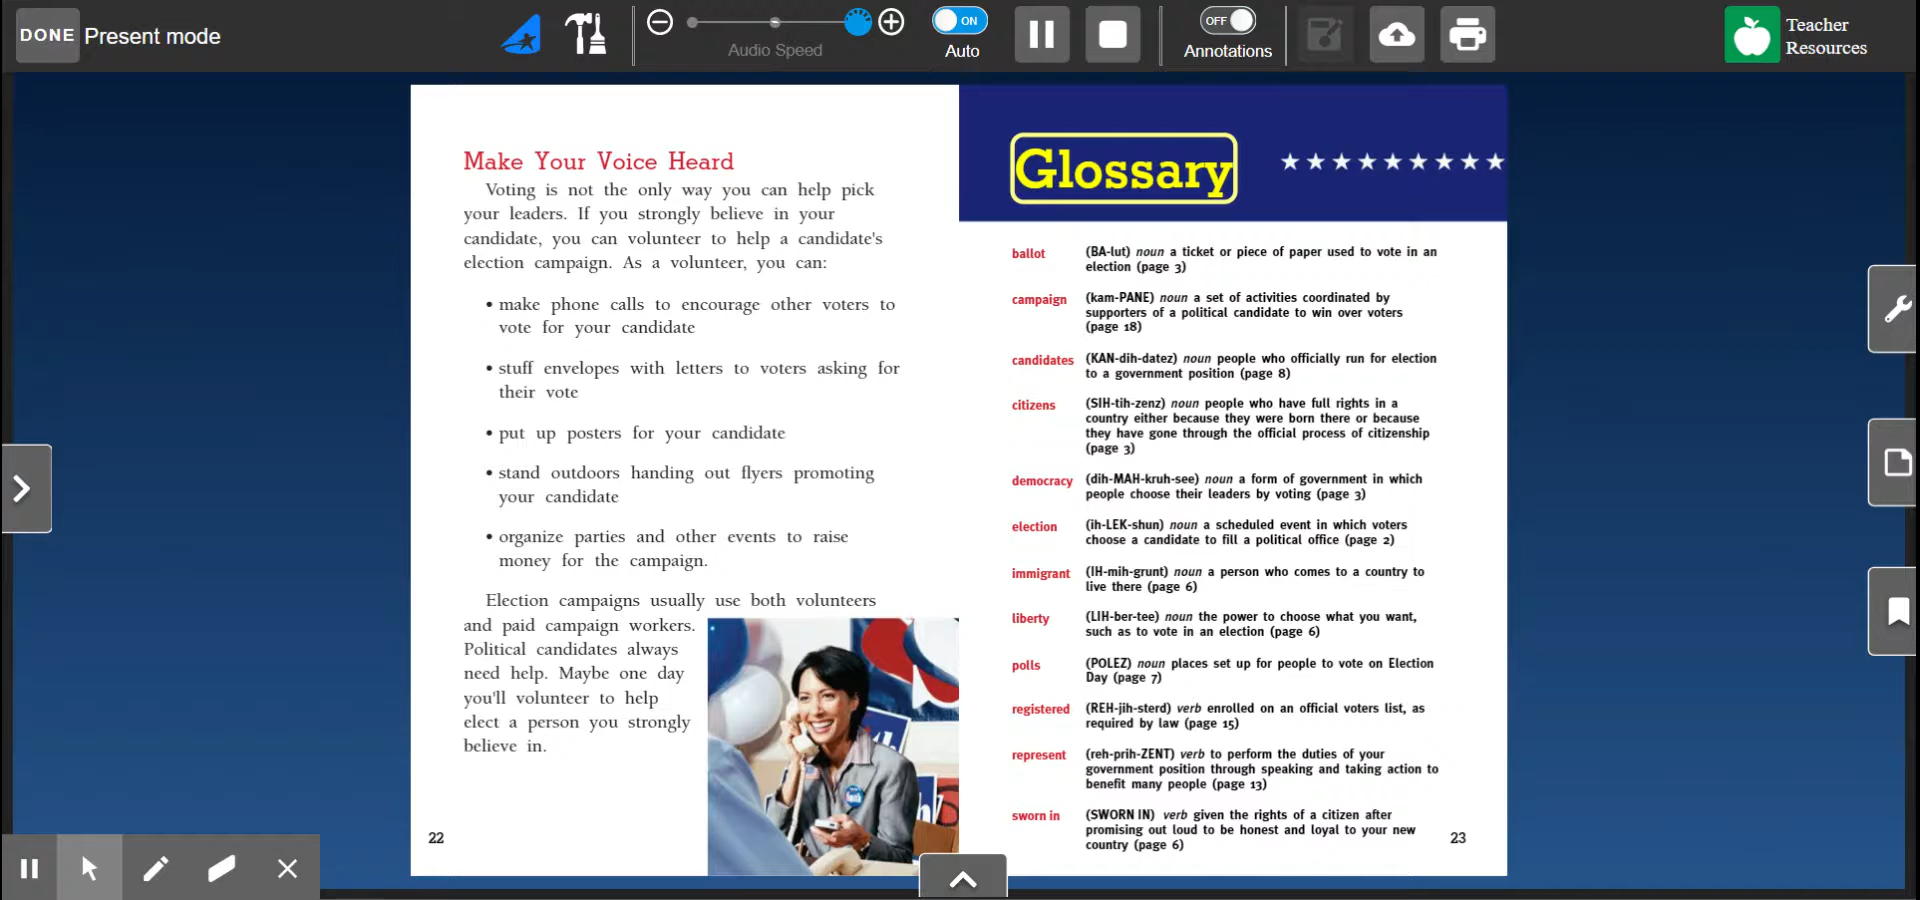 DONE Present mode
Audio Speed
ON
Auto
OFF
Annotations
Teacher
Resources
Make Your Voice Heard
Voting is not the only way you can help pick
your leaders. If you strongly believe in your
candidate, you can volunteer to help a candidate's
election campaign. As a volunteer, you can:
• make phone calls to encourage other voters to
vote for your candidate
• stuff envelopes with letters to voters asking for
their vote
• put up posters for your candidate
• stand outdoors handing out flyers promoting
your candidate
• organize parties and other events to raise
money for the campaign.
Election campaigns usually use both volunteers
and paid campaign workers.
Political candidates always
need help. Maybe one day
you'll volunteer to help
elect a person you strongly
believe in.
22
Glossary
ballot (BA-lut) noun a ticket or piece of paper used to vote in an
election (page 3)
campaign (kam-PANE) noun a set of activities coordinated by
supporters of a political candidate to win over voters
(page 18)
candidates (KAN-dih-datez) noun people who officially run for election
to a government position (page 8)
citizens (SIH-tih-zenz) noun people who have full rights in a
country either because they were born there or because
they have gone through the official process of citizenship
(page 3)
democracy (dih-MAH-kruh-see) noun a form of government in which
people choose their leaders by voting (page 3)
election (ih-LEK-shun) noun a scheduled event in which voters
choose a candidate to fill a political office (page 2)
immigrant (IH-mih-grunt) noun a person who comes to a country to
live there (page 6)
liberty (LIH-ber-tee) noun the power to choose what you want,
such as to vote in an election (page 6)
polls (POLEZ) noun places set up for people to vote on Election
Day (page 7)
registered (REH-jih-sterd) verb enrolled on an official voters list, as
required by law (page 15)
represent (reh-prih-ZENT) verb to perform the duties of your
government position through speaking and taking action to
benefit many people (page 13)
sworn in (SWORN IN) verb given the rights of a citizen after
promising out loud to be honest and loyal to your new
country (page 6)
23